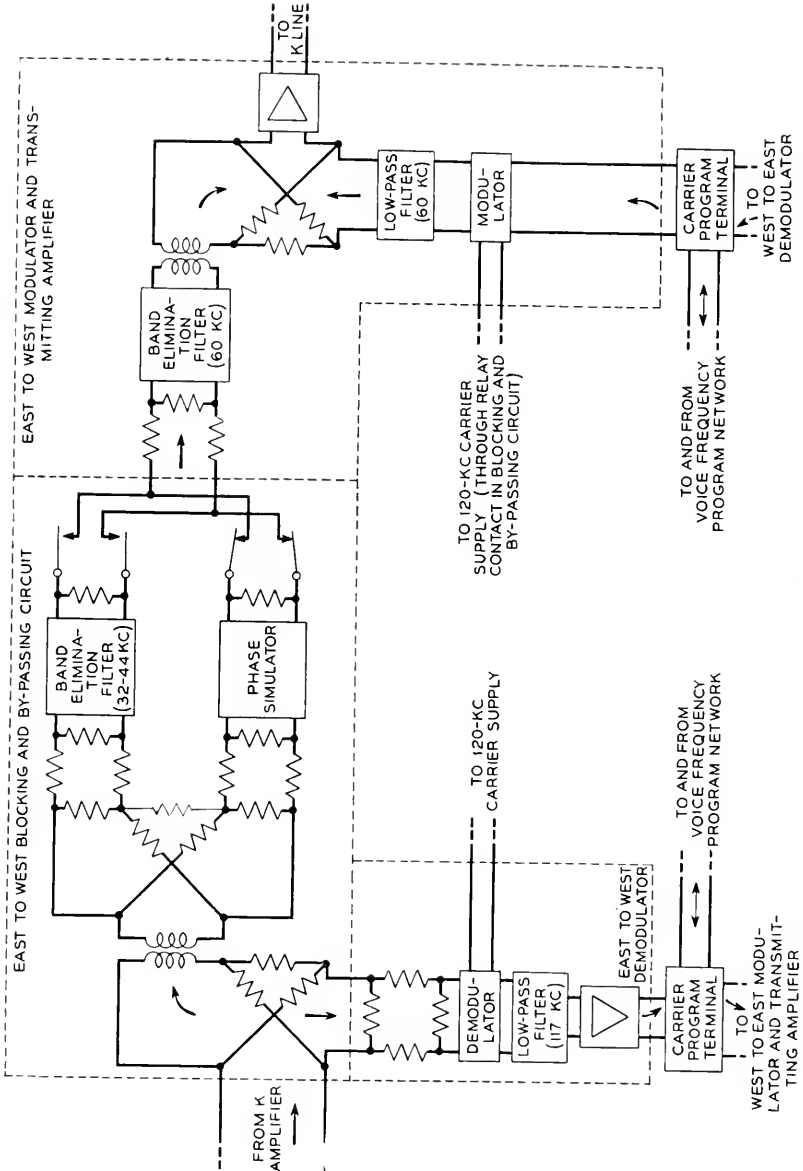 EAST TO WEST BLOCKING AND BY-PASSING CIRCUIT
EAST TO WEST MODULATOR AND TRANS-
MITTING AMPLIFIER
FROM K
AMPLIFIER
BAND
ELIMINA-
TION
FILTER
(32-44KC)
PHASE
SIMULATOR
BAND
ELIMINA-
TION
FILTER
(60 KC)
TO
K LINE
LOW-PASS
FILTER
(60 KC)
MODU-
LATOR
TO 120-KC CARRIER
SUPPLY (THROUGH RELAY
CONTACT IN BLOCKING AND
BY-PASSING CIRCUIT)
CARRIER
PROGRAM
TERMINAL
TO
WEST TO EAST
DEMODULATOR
TO AND FROM
VOICE FREQUENCY
PROGRAM NETWORK
DEMODU-
LATOR
TO 120-KC
CARRIER SUPPLY
LOW-PASS
FILTER
(117 KC)
EAST TO WEST
DEMODULATOR
CARRIER
PROGRAM
TERMINAL
TO AND FROM
VOICE FREQUENCY
PROGRAM NETWORK
TO
WEST TO EAST MODU-
LATOR AND TRANSMIT-
TING AMPLIFIER